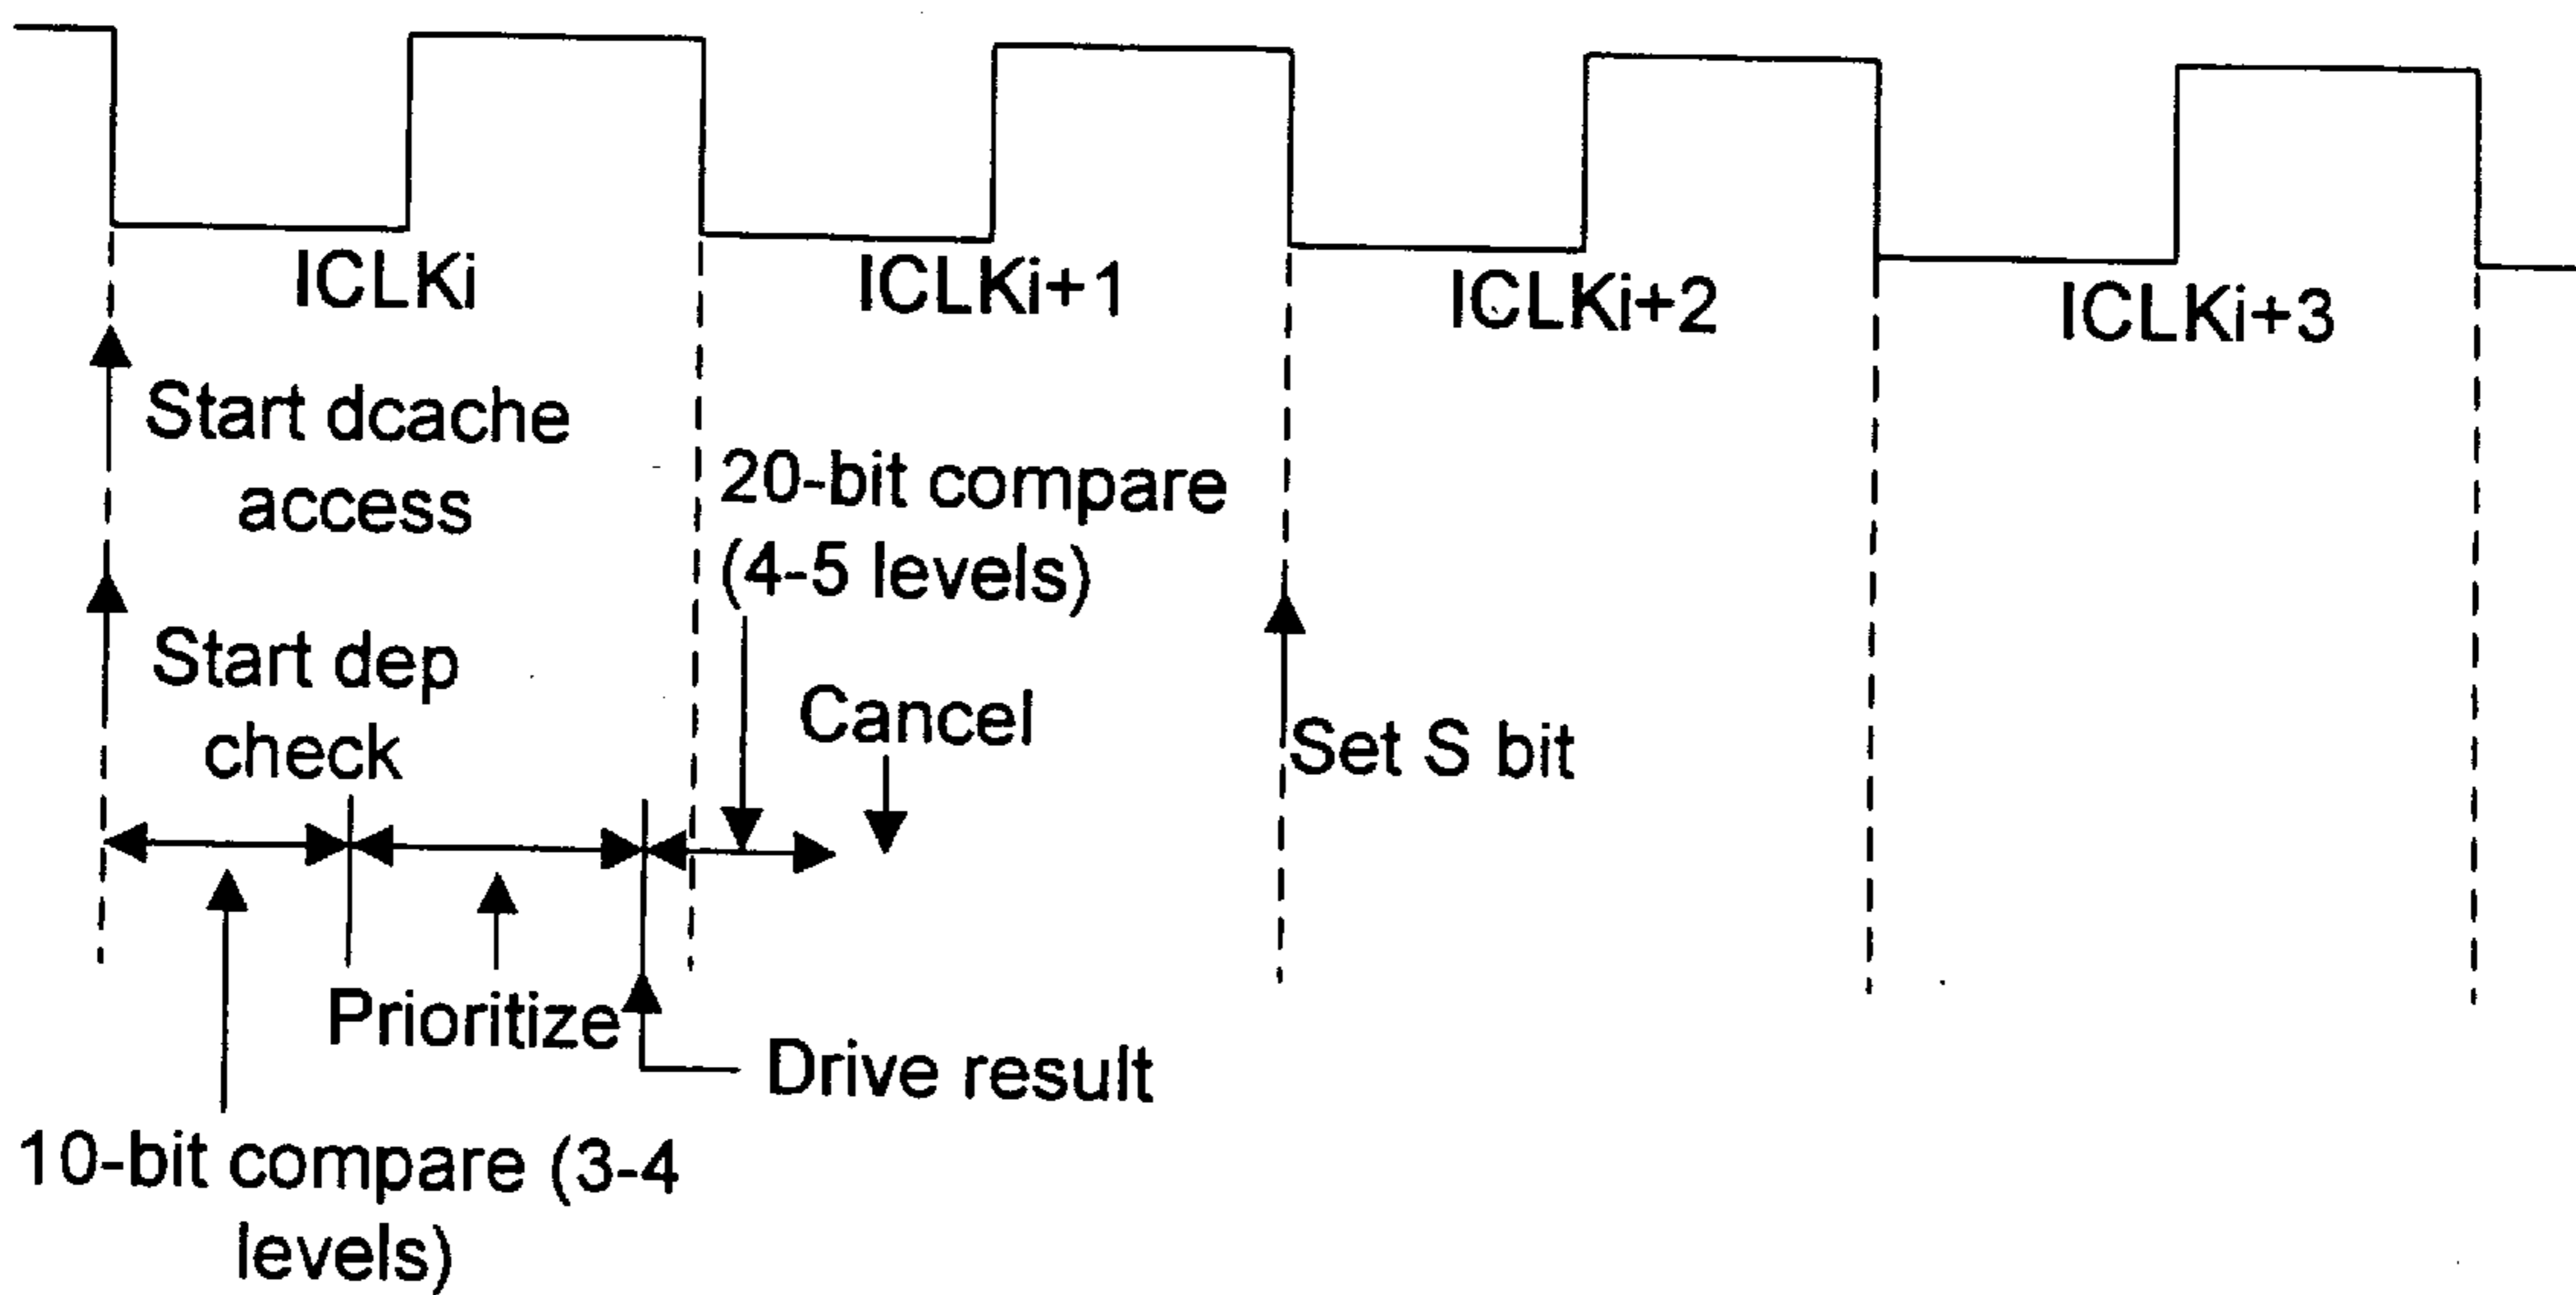 ICLKi
ICLKi+1
ICLKi+2
ICLKi+3
Start dcache
access
20-bit compare
(4-5 levels)
Start dep
check
Cancel
Set S bit
Prioritize
Drive result
10-bit compare (3-4
levels)